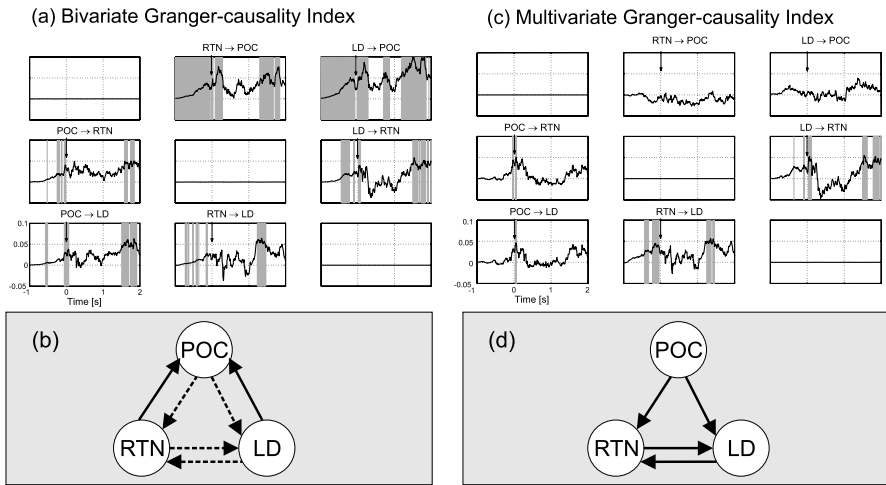 (a) Bivariate Granger-causality Index
RTN → POC
LD → POC
POC → RTN
LD → RTN
POC → LD
RTN → LD
0.1
0.05
0
-0.05
-1 0 1 2
Time [s]
(b)
POC
RTN
LD
(c) Multivariate Granger-causality Index
RTN → POC
LD → POC
POC → RTN
LD → RTN
POC → LD
RTN → LD
0.1
0.05
0
-0.05
-1 0 1 2
Time [s]
(d)
POC
RTN
LD